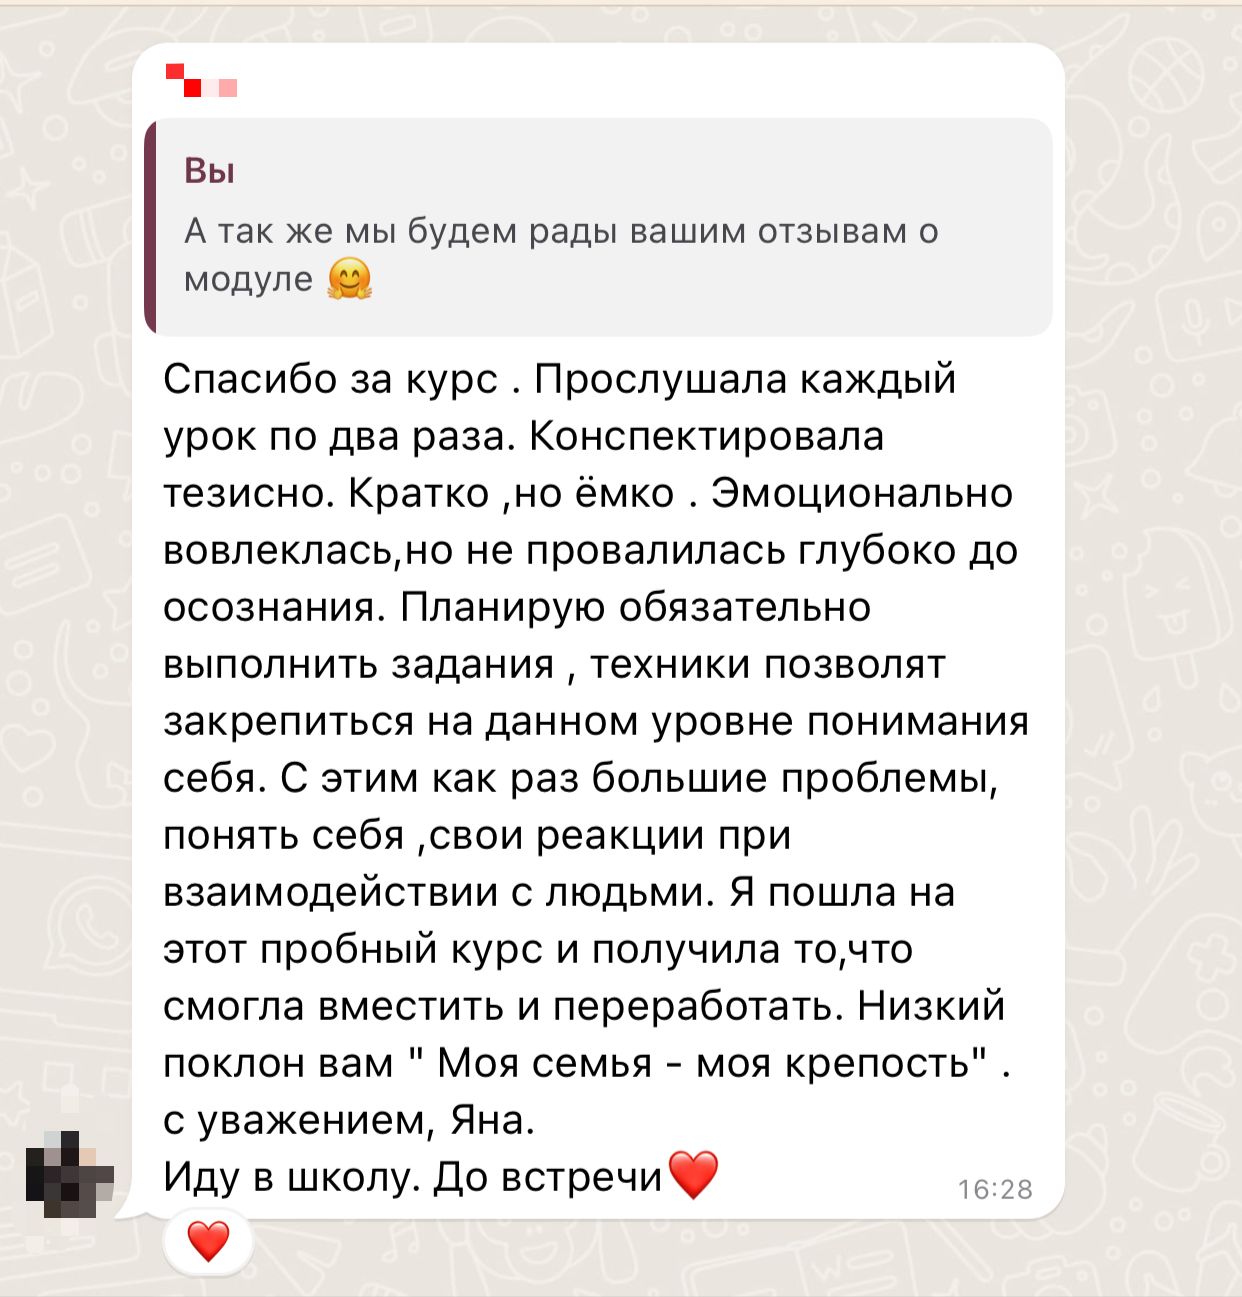 Вы
А так же мы будем рады вашим отзывам о
модуле 🤗
Спасибо за курс . Прослушала каждый
урок по два раза. Конспектировала
тезисно. Кратко ,но ёмко . Эмоционально
вовлеклась,но не провалилась глубоко до
осознания. Планирую обязательно
выполнить задания , техники позволят
закрепиться на данном уровне понимания
себя. С этим как раз большие проблемы,
понять себя ,свои реакции при
взаимодействии с людьми. Я пошла на
этот пробный курс и получила то,что
смогла вместить и переработать. Низкий
поклон вам " Моя семья - моя крепость" .
с уважением, Яна.
Иду в школу. До встречи❤️
16:28
❤️